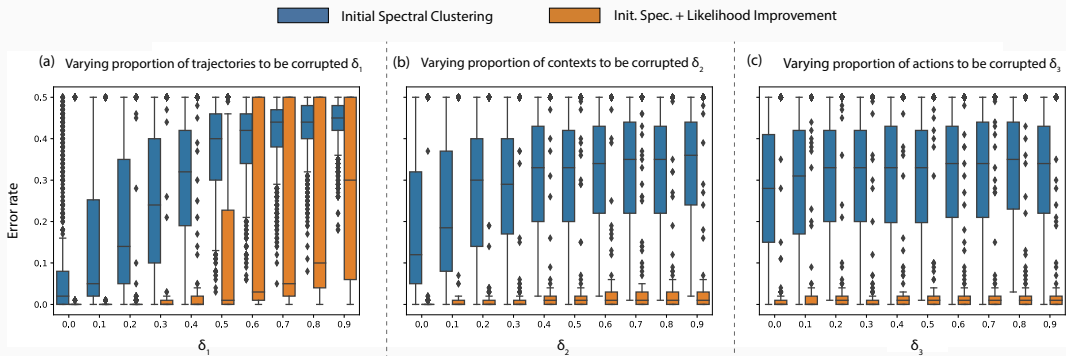 Initial Spectral Clustering
Init. Spec. + Likelihood Improvement
(a) Varying proportion of trajectories to be corrupted δ₁
(b) Varying proportion of contexts to be corrupted δ₂
(c) Varying proportion of actions to be corrupted δ₃
Error rate
0.5
0.4
0.3
0.2
0.1
0.0
0.0 0.1 0.2 0.3 0.4 0.5 0.6 0.7 0.8 0.9
0.0 0.1 0.2 0.3 0.4 0.5 0.6 0.7 0.8 0.9
0.0 0.1 0.2 0.3 0.4 0.5 0.6 0.7 0.8 0.9
δ₁
δ₂
δ₃